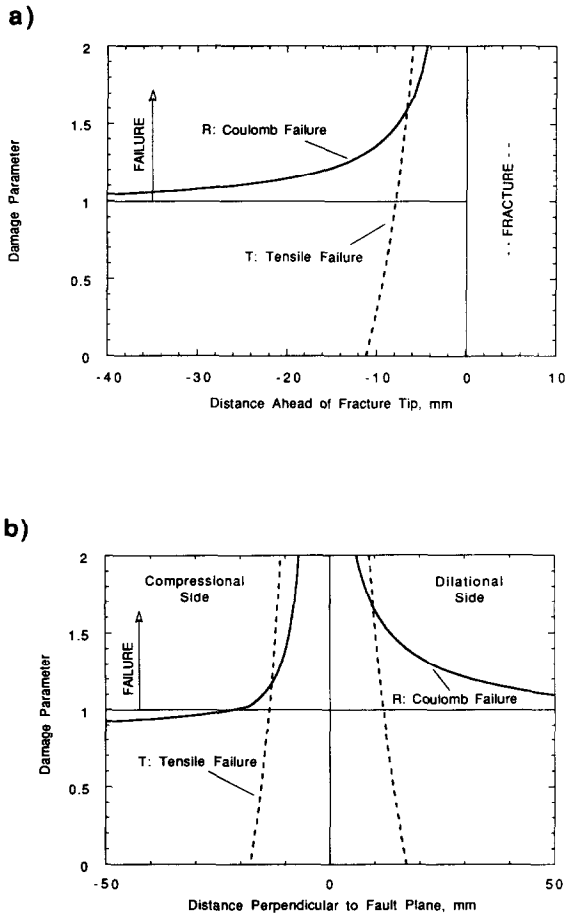 a)
2
1.5
1
0.5
0
Damage Parameter
FAILURE
R: Coulomb Failure
T: Tensile Failure
-- FRACTURE --
-40 -30 -20 -10 0 10
Distance Ahead of Fracture Tip, mm
b)
2
1.5
1
0.5
0
Damage Parameter
Compressional
Side
Dilational
Side
FAILURE
R: Coulomb Failure
T: Tensile Failure
-50 0 50
Distance Perpendicular to Fault Plane, mm